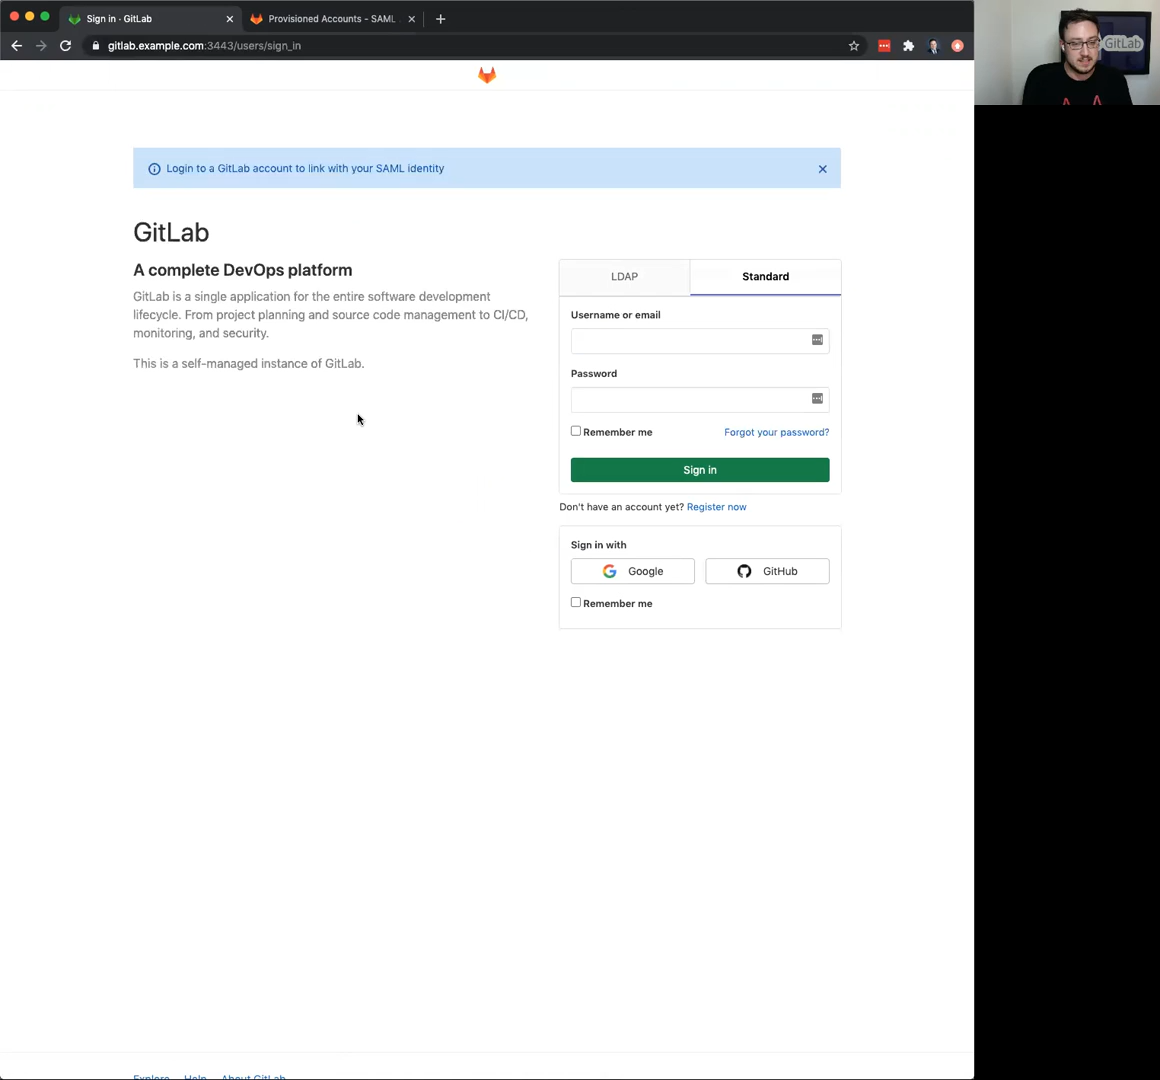 Sign in · GitLab
Provisioned Accounts - SAML
gitlab.example.com:3443/users/sign_in
GitLab
Login to a GitLab account to link with your SAML identity
GitLab
A complete DevOps platform
GitLab is a single application for the entire software development
lifecycle. From project planning and source code management to CI/CD,
monitoring, and security.
This is a self-managed instance of GitLab.
LDAP
Standard
Username or email
Password
Remember me
Forgot your password?
Sign in
Don't have an account yet? Register now
Sign in with
Google
GitHub
Remember me
Explore
Help
About GitLab